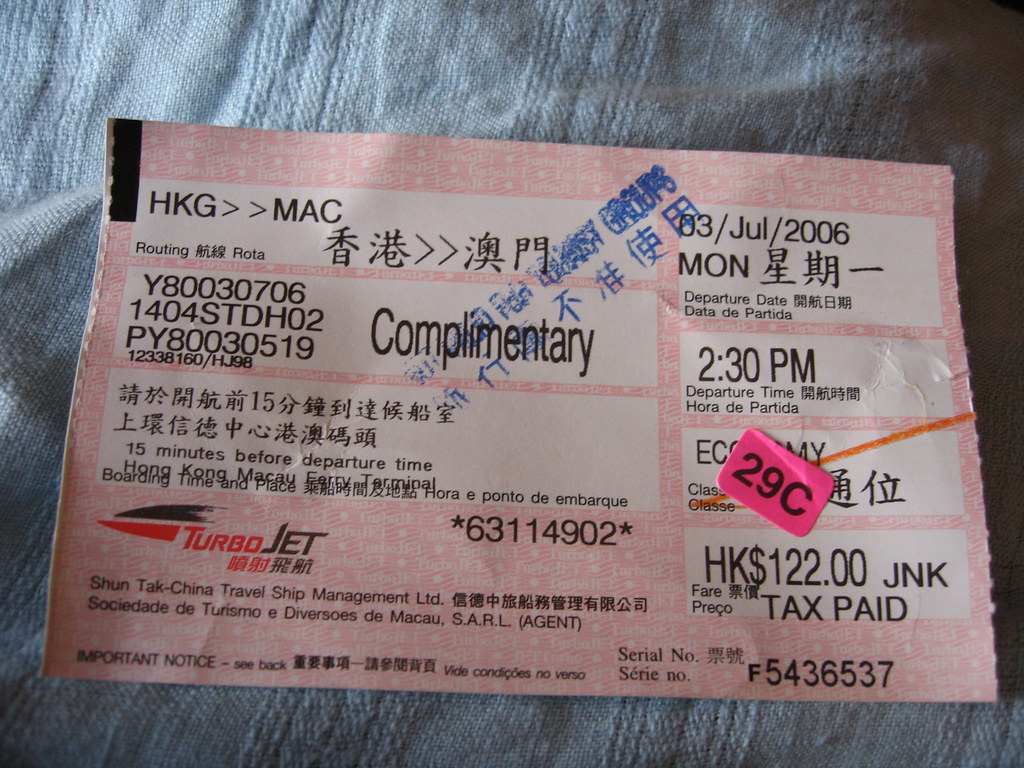 HKG>>MAC
香港>>澳門
Routing 航線 Rota
Y80030706
1404STDH02
PY80030519
12338160/HJ98
Complimentary
不准使用
請於開航前15分鐘到達候船室
上環信德中心港澳碼頭
15 minutes before departure time
Hong Kong Macau Ferry Terminal
Boarding Time and Place 乘船時間及地點 Hora e ponto de embarque
*63114902*
TURBOJET
噴射飛航
Shun Tak-China Travel Ship Management Ltd. 信德中旅船務管理有限公司
Sociedade de Turismo e Diversoes de Macau, S.A.R.L. (AGENT)
IMPORTANT NOTICE – see back 重要事項—請參閱背頁 Vide condições no verso
03/Jul/2006
MON 星期一
Departure Date 開航日期
Data de Partida
2:30 PM
Departure Time 開航時間
Hora de Partida
29C
通位
Classe
HK$122.00 JNK
Fare 票價
Preço
TAX PAID
Serial No. 票號
Série no.
F5436537